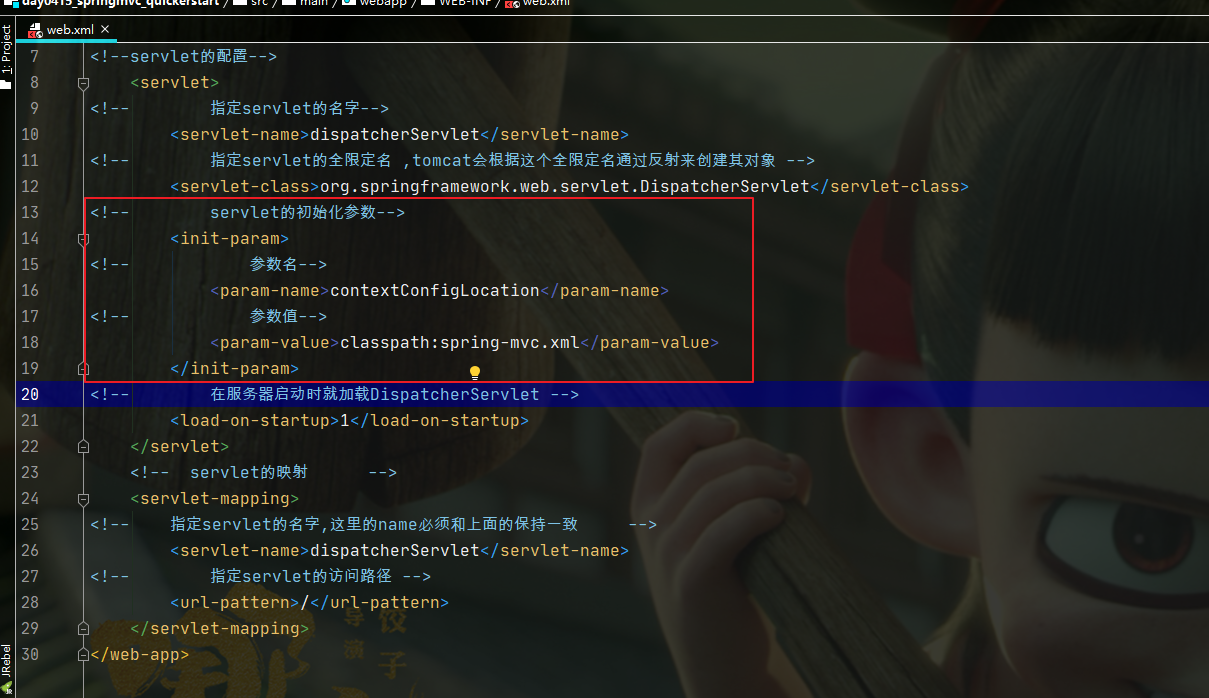 day0415_springmvc_quickerstart / src / main / webapp / WEB-INF / web.xml
1: Project
web.xml ×
7 <!--servlet的配置-->
8 <servlet>
9 <!-- 指定servlet的名字-->
10 <servlet-name>dispatcherServlet</servlet-name>
11 <!-- 指定servlet的全限定名 ,tomcat会根据这个全限定名通过反射来创建其对象 -->
12 <servlet-class>org.springframework.web.servlet.DispatcherServlet</servlet-class>
13 <!-- servlet的初始化参数-->
14 <init-param>
15 <!-- 参数名-->
16 <param-name>contextConfigLocation</param-name>
17 <!-- 参数值-->
18 <param-value>classpath:spring-mvc.xml</param-value>
19 </init-param>
20 <!-- 在服务器启动时就加载DispatcherServlet -->
21 <load-on-startup>1</load-on-startup>
22 </servlet>
23 <!-- servlet的映射 -->
24 <servlet-mapping>
25 <!-- 指定servlet的名字,这里的name必须和上面的保持一致 -->
26 <servlet-name>dispatcherServlet</servlet-name>
27 <!-- 指定servlet的访问路径 -->
28 <url-pattern>/</url-pattern>
29 </servlet-mapping>
30 </web-app>
JRebel
导演
饺子